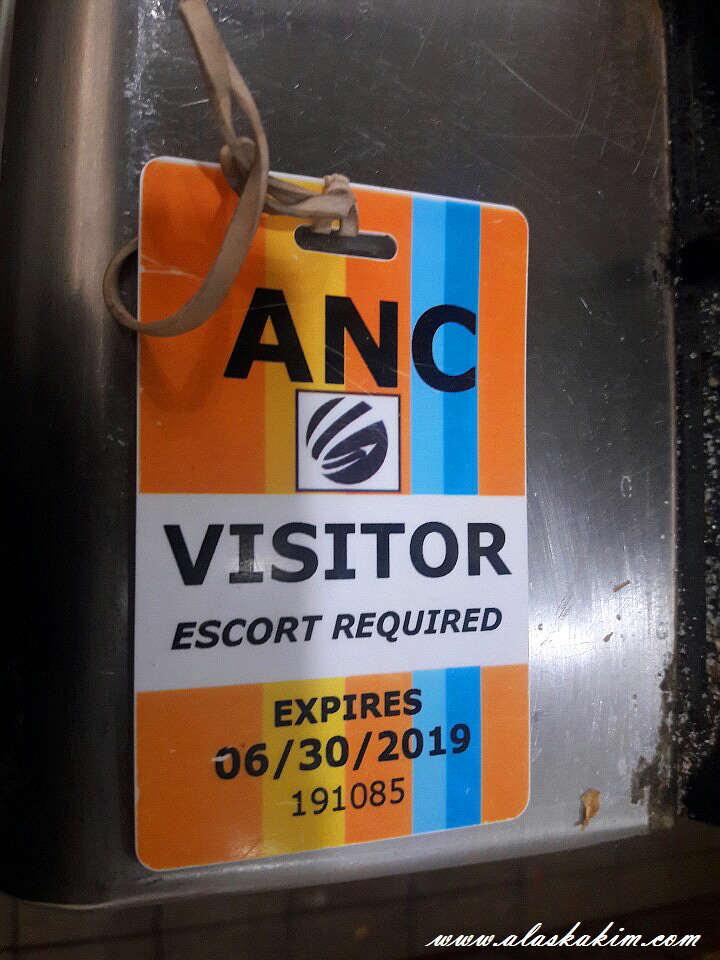 ANC
VISITOR
ESCORT REQUIRED
EXPIRES
06/30/2019
191085
www.alaskakim.com